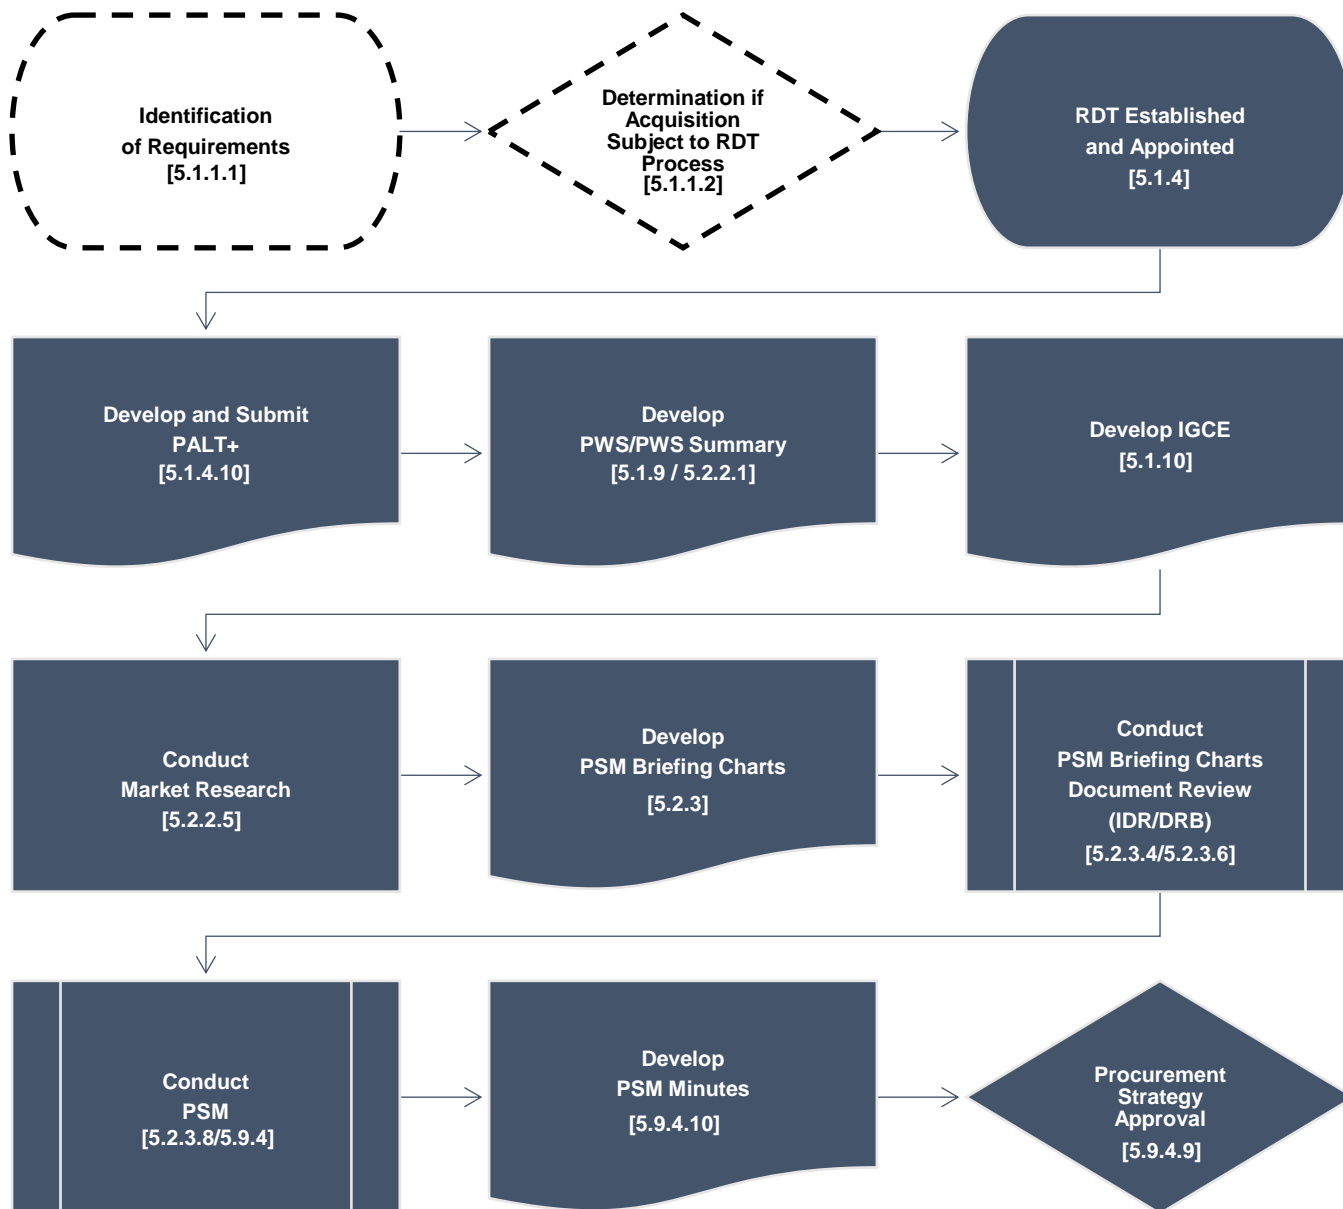 Identification
of Requirements
[5.1.1.1]
Determination if
Acquisition
Subject to RDT
Process
[5.1.1.2]
RDT Established
and Appointed
[5.1.4]
Develop and Submit
PALT+
[5.1.4.10]
Develop
PWS/PWS Summary
[5.1.9 / 5.2.2.1]
Develop IGCE
[5.1.10]
Conduct
Market Research
[5.2.2.5]
Develop
PSM Briefing Charts
[5.2.3]
Conduct
PSM Briefing Charts
Document Review
(IDR/DRB)
[5.2.3.4/5.2.3.6]
Conduct
PSM
[5.2.3.8/5.9.4]
Develop
PSM Minutes
[5.9.4.10]
Procurement
Strategy
Approval
[5.9.4.9]